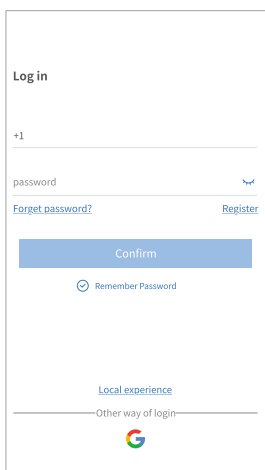 Log in
+1
password
Forget password?
Register
Confirm
Remember Password
Local experience
Other way of login